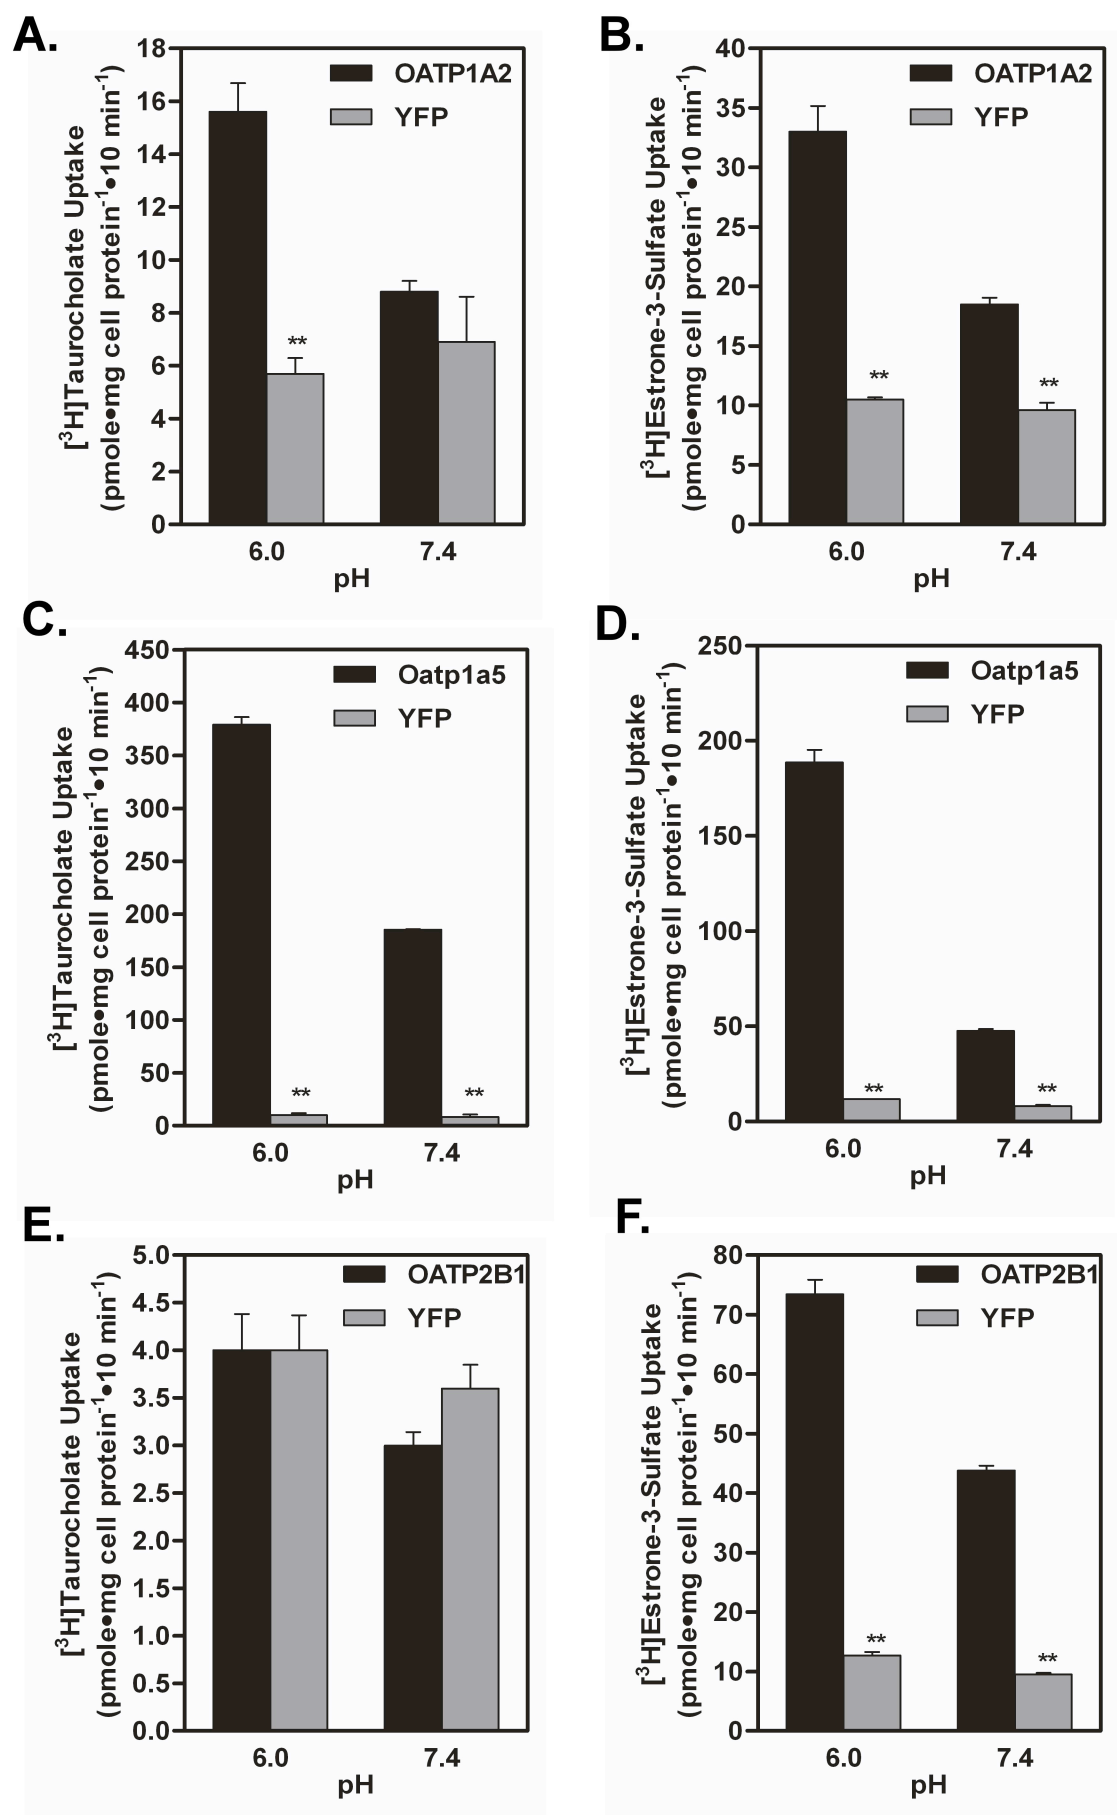 A.
[³H]Taurocholate Uptake
(pmole•mg cell protein⁻¹•10 min⁻¹)
18
16
14
12
10
8
6
4
2
0
OATP1A2
YFP
**
6.0
7.4
pH
B.
[³H]Estrone-3-Sulfate Uptake
(pmole•mg cell protein⁻¹•10 min⁻¹)
40
35
30
25
20
15
10
5
0
OATP1A2
YFP
**
**
6.0
7.4
pH
C.
[³H]Taurocholate Uptake
(pmole•mg cell protein⁻¹•10 min⁻¹)
450
400
350
300
250
200
150
100
50
0
Oatp1a5
YFP
**
**
6.0
7.4
pH
D.
[³H]Estrone-3-Sulfate Uptake
(pmole•mg cell protein⁻¹•10 min⁻¹)
250
200
150
100
50
0
Oatp1a5
YFP
**
**
6.0
7.4
pH
E.
[³H]Taurocholate Uptake
(pmole•mg cell protein⁻¹•10 min⁻¹)
5.0
4.5
4.0
3.5
3.0
2.5
2.0
1.5
1.0
0.5
0.0
OATP2B1
YFP
6.0
7.4
pH
F.
[³H]Estrone-3-Sulfate Uptake
(pmole•mg cell protein⁻¹•10 min⁻¹)
80
70
60
50
40
30
20
10
0
OATP2B1
YFP
**
**
6.0
7.4
pH